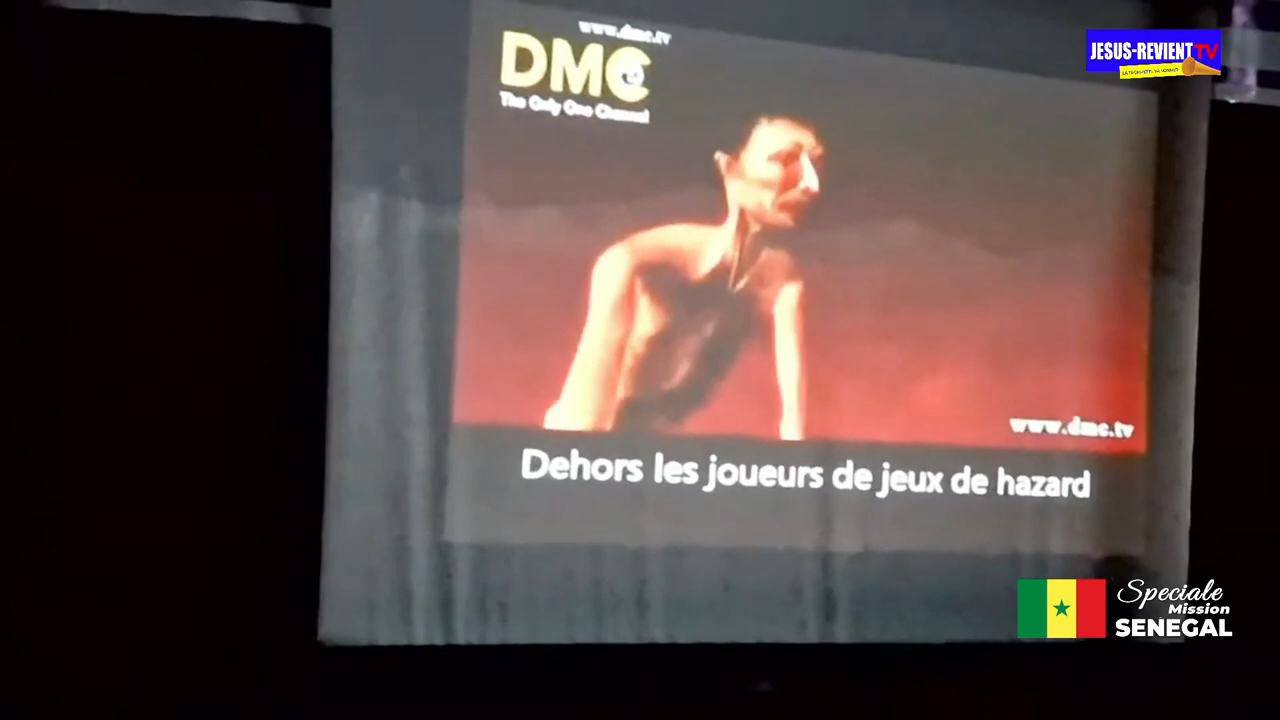 www.dmc.tv
DMC
The Only One Channel
JESUS-REVIENT TV
www.dmc.tv
Dehors les joueurs de jeux de hazard
Speciale
Mission
SENEGAL